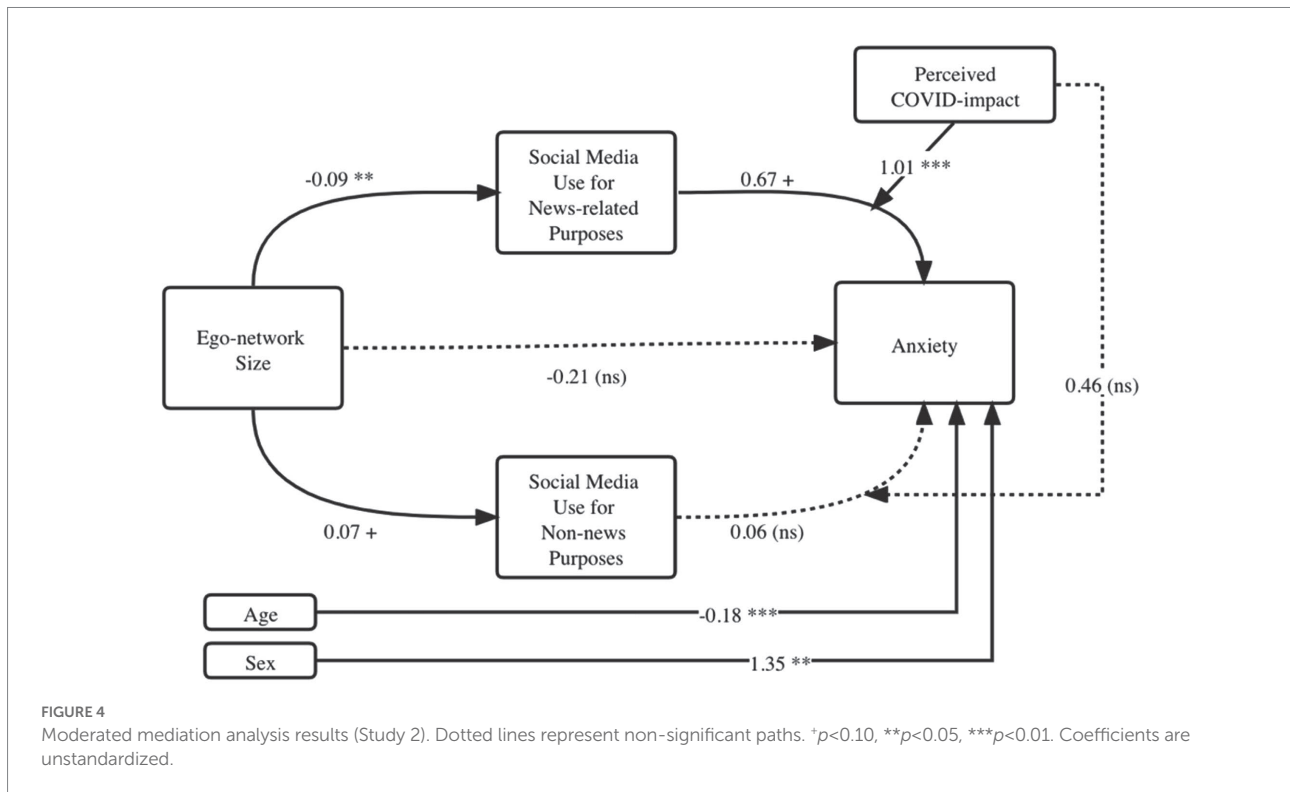 Perceived
COVID-impact
1.01 ***
Social Media
Use for
News-related
Purposes
-0.09 **
0.67 +
Ego-network
Size
Anxiety
-0.21 (ns)
0.46 (ns)
Social Media
Use for
Non-news
Purposes
0.07 +
0.06 (ns)
Age
-0.18 ***
Sex
1.35 **
FIGURE 4
Moderated mediation analysis results (Study 2). Dotted lines represent non-significant paths. +p<0.10, **p<0.05, ***p<0.01. Coefficients are
unstandardized.